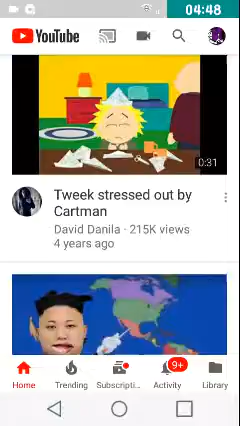 04:48
YouTube
0:31
Tweek stressed out by
Cartman
David Danila · 215K views
4 years ago
9+
Home Trending Subscripti... Activity Library